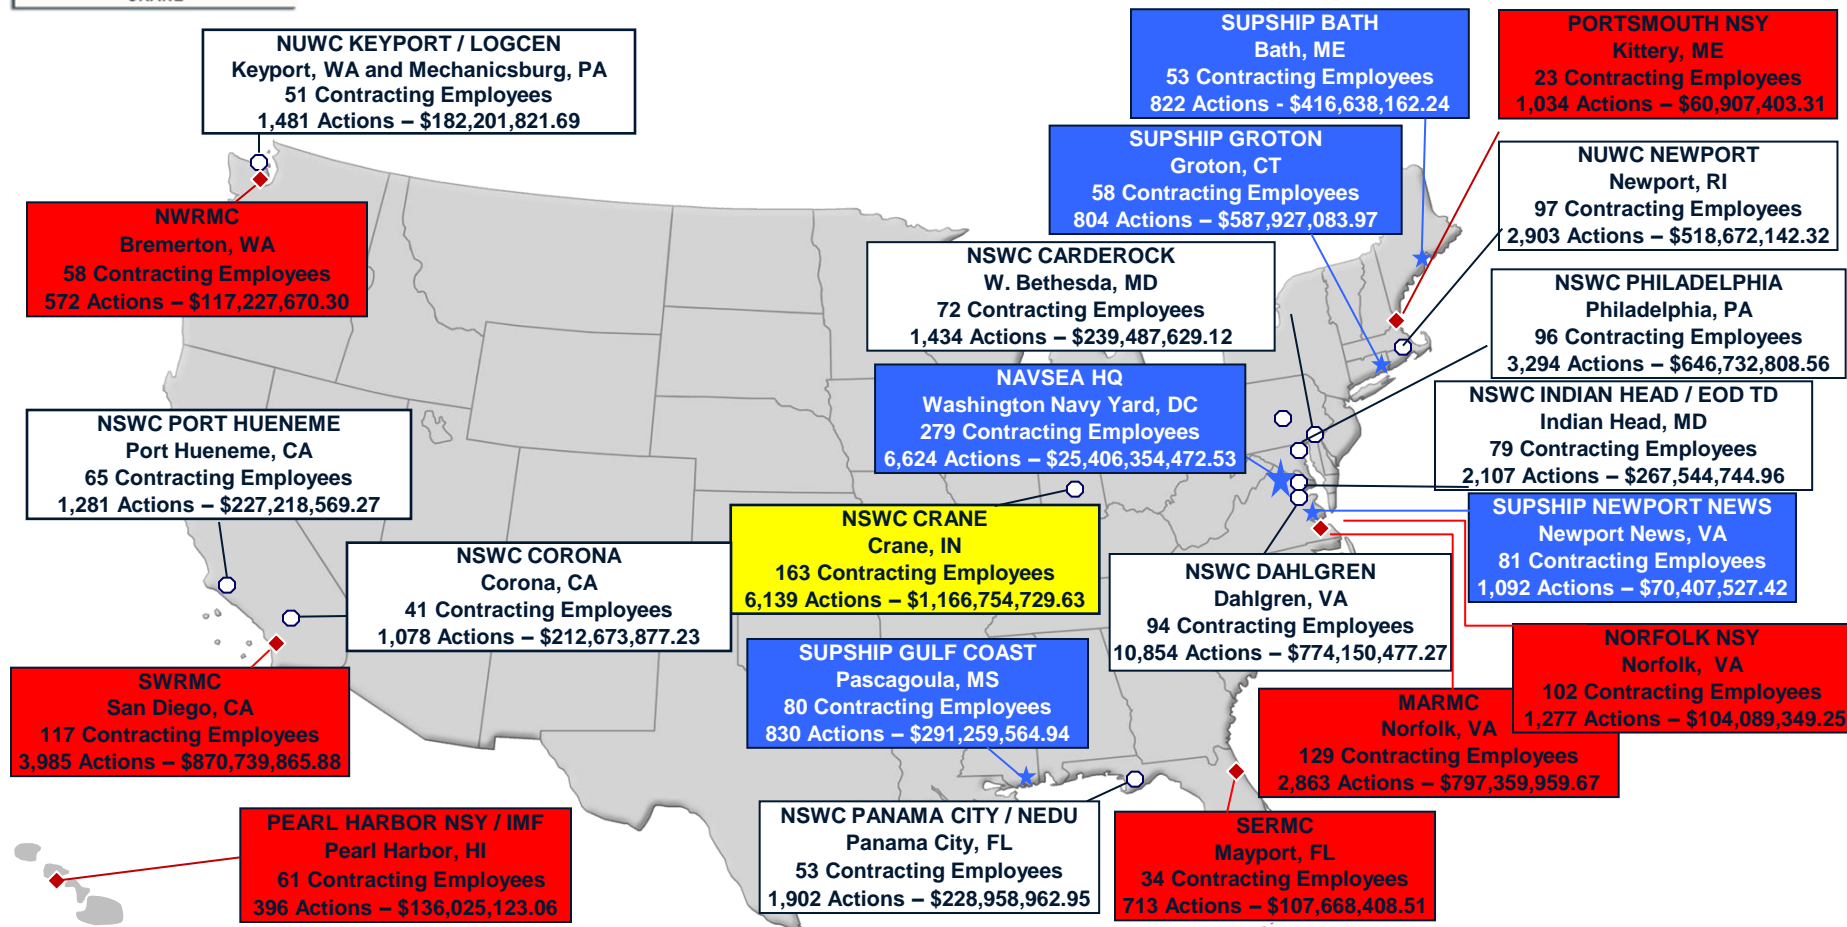 CRANE
NUWC KEYPORT / LOGCEN
Keyport, WA and Mechanicsburg, PA
51 Contracting Employees
1,481 Actions – $182,201,821.69
SUPSHIP BATH
Bath, ME
53 Contracting Employees
822 Actions - $416,638,162.24
PORTSMOUTH NSY
Kittery, ME
23 Contracting Employees
1,034 Actions – $60,907,403.31
SUPSHIP GROTON
Groton, CT
58 Contracting Employees
804 Actions – $587,927,083.97
NUWC NEWPORT
Newport, RI
97 Contracting Employees
2,903 Actions – $518,672,142.32
NWRMC
Bremerton, WA
58 Contracting Employees
572 Actions – $117,227,670.30
NSWC CARDEROCK
W. Bethesda, MD
72 Contracting Employees
1,434 Actions – $239,487,629.12
NSWC PHILADELPHIA
Philadelphia, PA
96 Contracting Employees
3,294 Actions – $646,732,808.56
NAVSEA HQ
Washington Navy Yard, DC
279 Contracting Employees
6,624 Actions – $25,406,354,472.53
NSWC INDIAN HEAD / EOD TD
Indian Head, MD
79 Contracting Employees
2,107 Actions – $267,544,744.96
NSWC PORT HUENEME
Port Hueneme, CA
65 Contracting Employees
1,281 Actions – $227,218,569.27
SUPSHIP NEWPORT NEWS
Newport News, VA
81 Contracting Employees
1,092 Actions – $70,407,527.42
NSWC CRANE
Crane, IN
163 Contracting Employees
6,139 Actions – $1,166,754,729.63
NSWC CORONA
Corona, CA
41 Contracting Employees
1,078 Actions – $212,673,877.23
NSWC DAHLGREN
Dahlgren, VA
94 Contracting Employees
10,854 Actions – $774,150,477.27
NORFOLK NSY
Norfolk, VA
102 Contracting Employees
1,277 Actions – $104,089,349.25
SUPSHIP GULF COAST
Pascagoula, MS
80 Contracting Employees
830 Actions – $291,259,564.94
SWRMC
San Diego, CA
117 Contracting Employees
3,985 Actions – $870,739,865.88
MARMC
Norfolk, VA
129 Contracting Employees
2,863 Actions – $797,359,959.67
NSWC PANAMA CITY / NEDU
Panama City, FL
53 Contracting Employees
1,902 Actions – $228,958,962.95
PEARL HARBOR NSY / IMF
Pearl Harbor, HI
61 Contracting Employees
396 Actions – $136,025,123.06
SERMC
Mayport, FL
34 Contracting Employees
713 Actions – $107,668,408.51